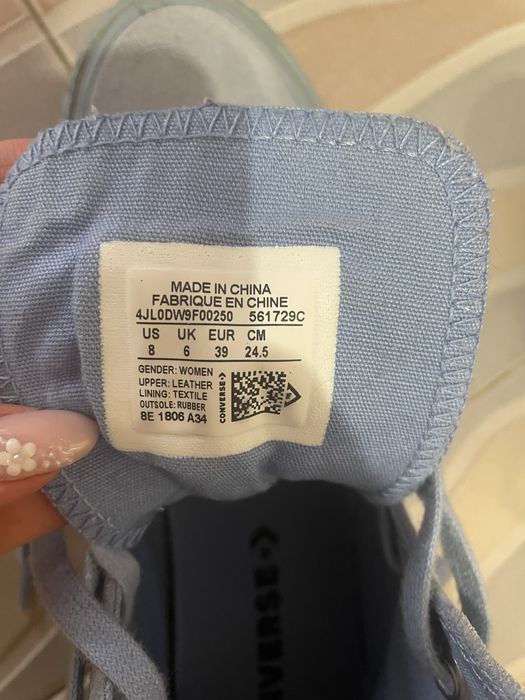 MADE IN CHINA
FABRIQUE EN CHINE
4JL0DW9F00250 561729C
US UK EUR CM
8 6 39 24.5
GENDER: WOMEN
UPPER: LEATHER
LINING: TEXTILE
OUTSOLE: RUBBER
8E 1806 A34
CONVERSE
CONVERSE